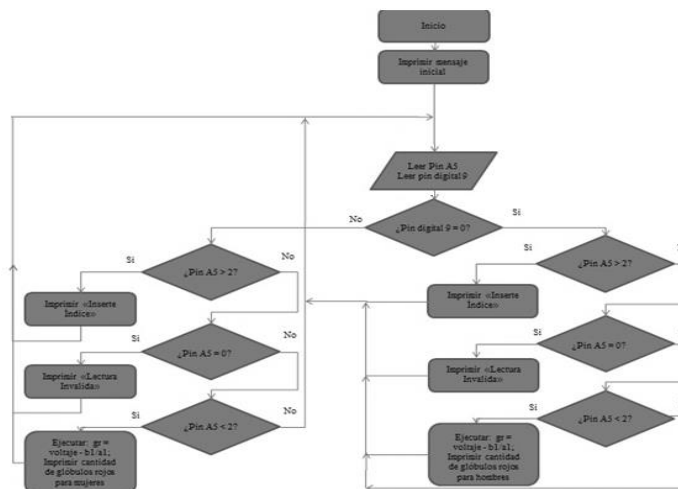 Inicio
Imprimir mensaje
inicial
Leer Pin A5
Leer pin digital 9
¿Pin digital 9 = 0?
No
Si
¿Pin A5 > 2?
Si
No
Imprimir «Inserte
Indice»
¿Pin A5 = 0?
Si
No
Imprimir «Lectura
Invalida»
¿Pin A5 < 2?
Si
No
Ejecutar: gr =
voltaje - b1/a1;
Imprimir cantidad
de glóbulos rojos
para mujeres
¿Pin A5 > 2?
Si
Imprimir «Inserte
Indice»
¿Pin A5 = 0?
Si
Imprimir «Lectura
Invalida»
¿Pin A5 < 2?
Si
Ejecutar: gr =
voltaje - b1/a1;
Imprimir cantidad
de glóbulos rojos
para hombres